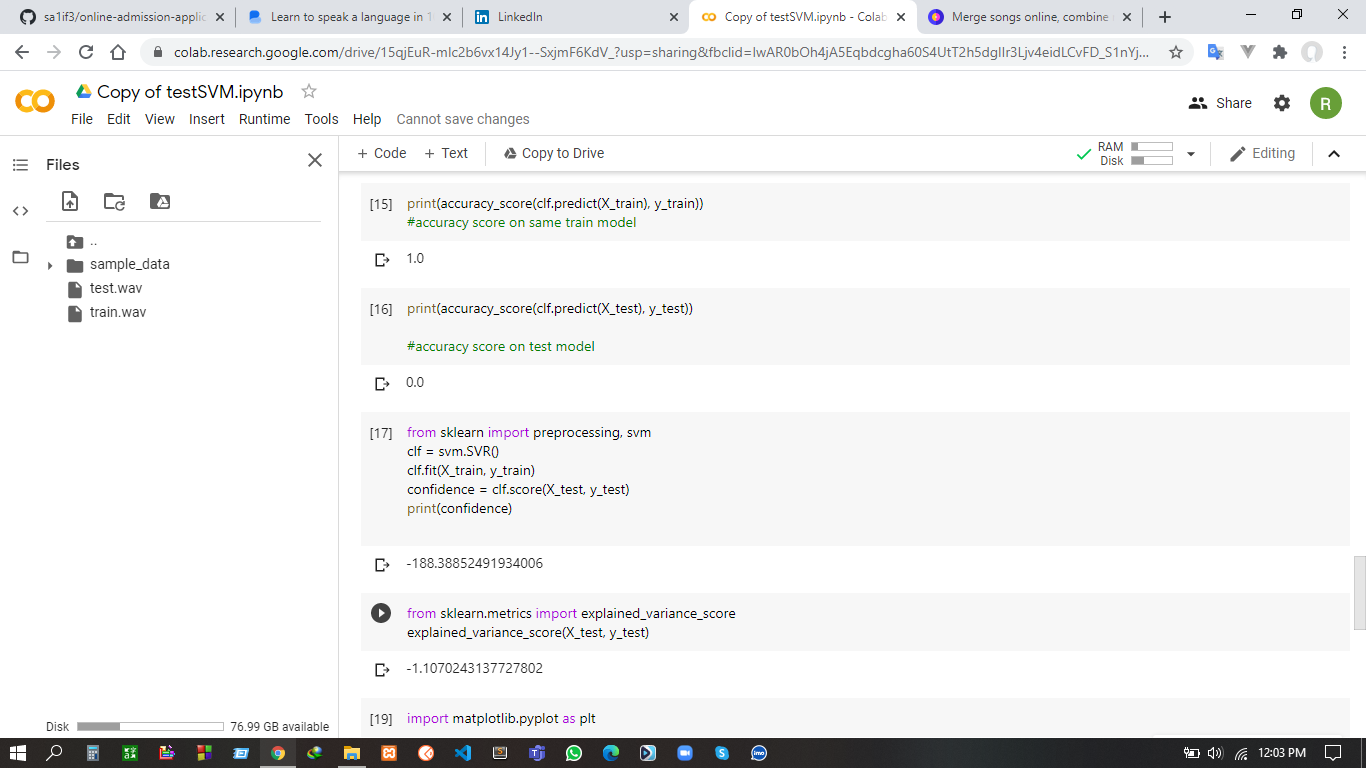 sa1if3/online-admission-applic
Learn to speak a language in 1
LinkedIn
Copy of testSVM.ipynb - Colab
Merge songs online, combine
colab.research.google.com/drive/15qjEuR-mIc2b6vx14Jy1--SxjmF6KdV_?usp=sharing&fbclid=IwAR0bOh4jA5Eqbdcgha60S4UtT2h5dgIIr3Ljv4eidLCvFD_S1nYj...
Copy of testSVM.ipynb
Share
R
File Edit View Insert Runtime Tools Help Cannot save changes
Files
+ Code + Text Copy to Drive
RAM
Disk
Editing
..
sample_data
test.wav
train.wav
[15] print(accuracy_score(clf.predict(X_train), y_train))
#accuracy score on same train model
1.0
[16] print(accuracy_score(clf.predict(X_test), y_test))
#accuracy score on test model
0.0
[17] from sklearn import preprocessing, svm
clf = svm.SVR()
clf.fit(X_train, y_train)
confidence = clf.score(X_test, y_test)
print(confidence)
-188.38852491934006
from sklearn.metrics import explained_variance_score
explained_variance_score(X_test, y_test)
-1.1070243137727802
[19] import matplotlib.pyplot as plt
Disk 76.99 GB available
12:03 PM